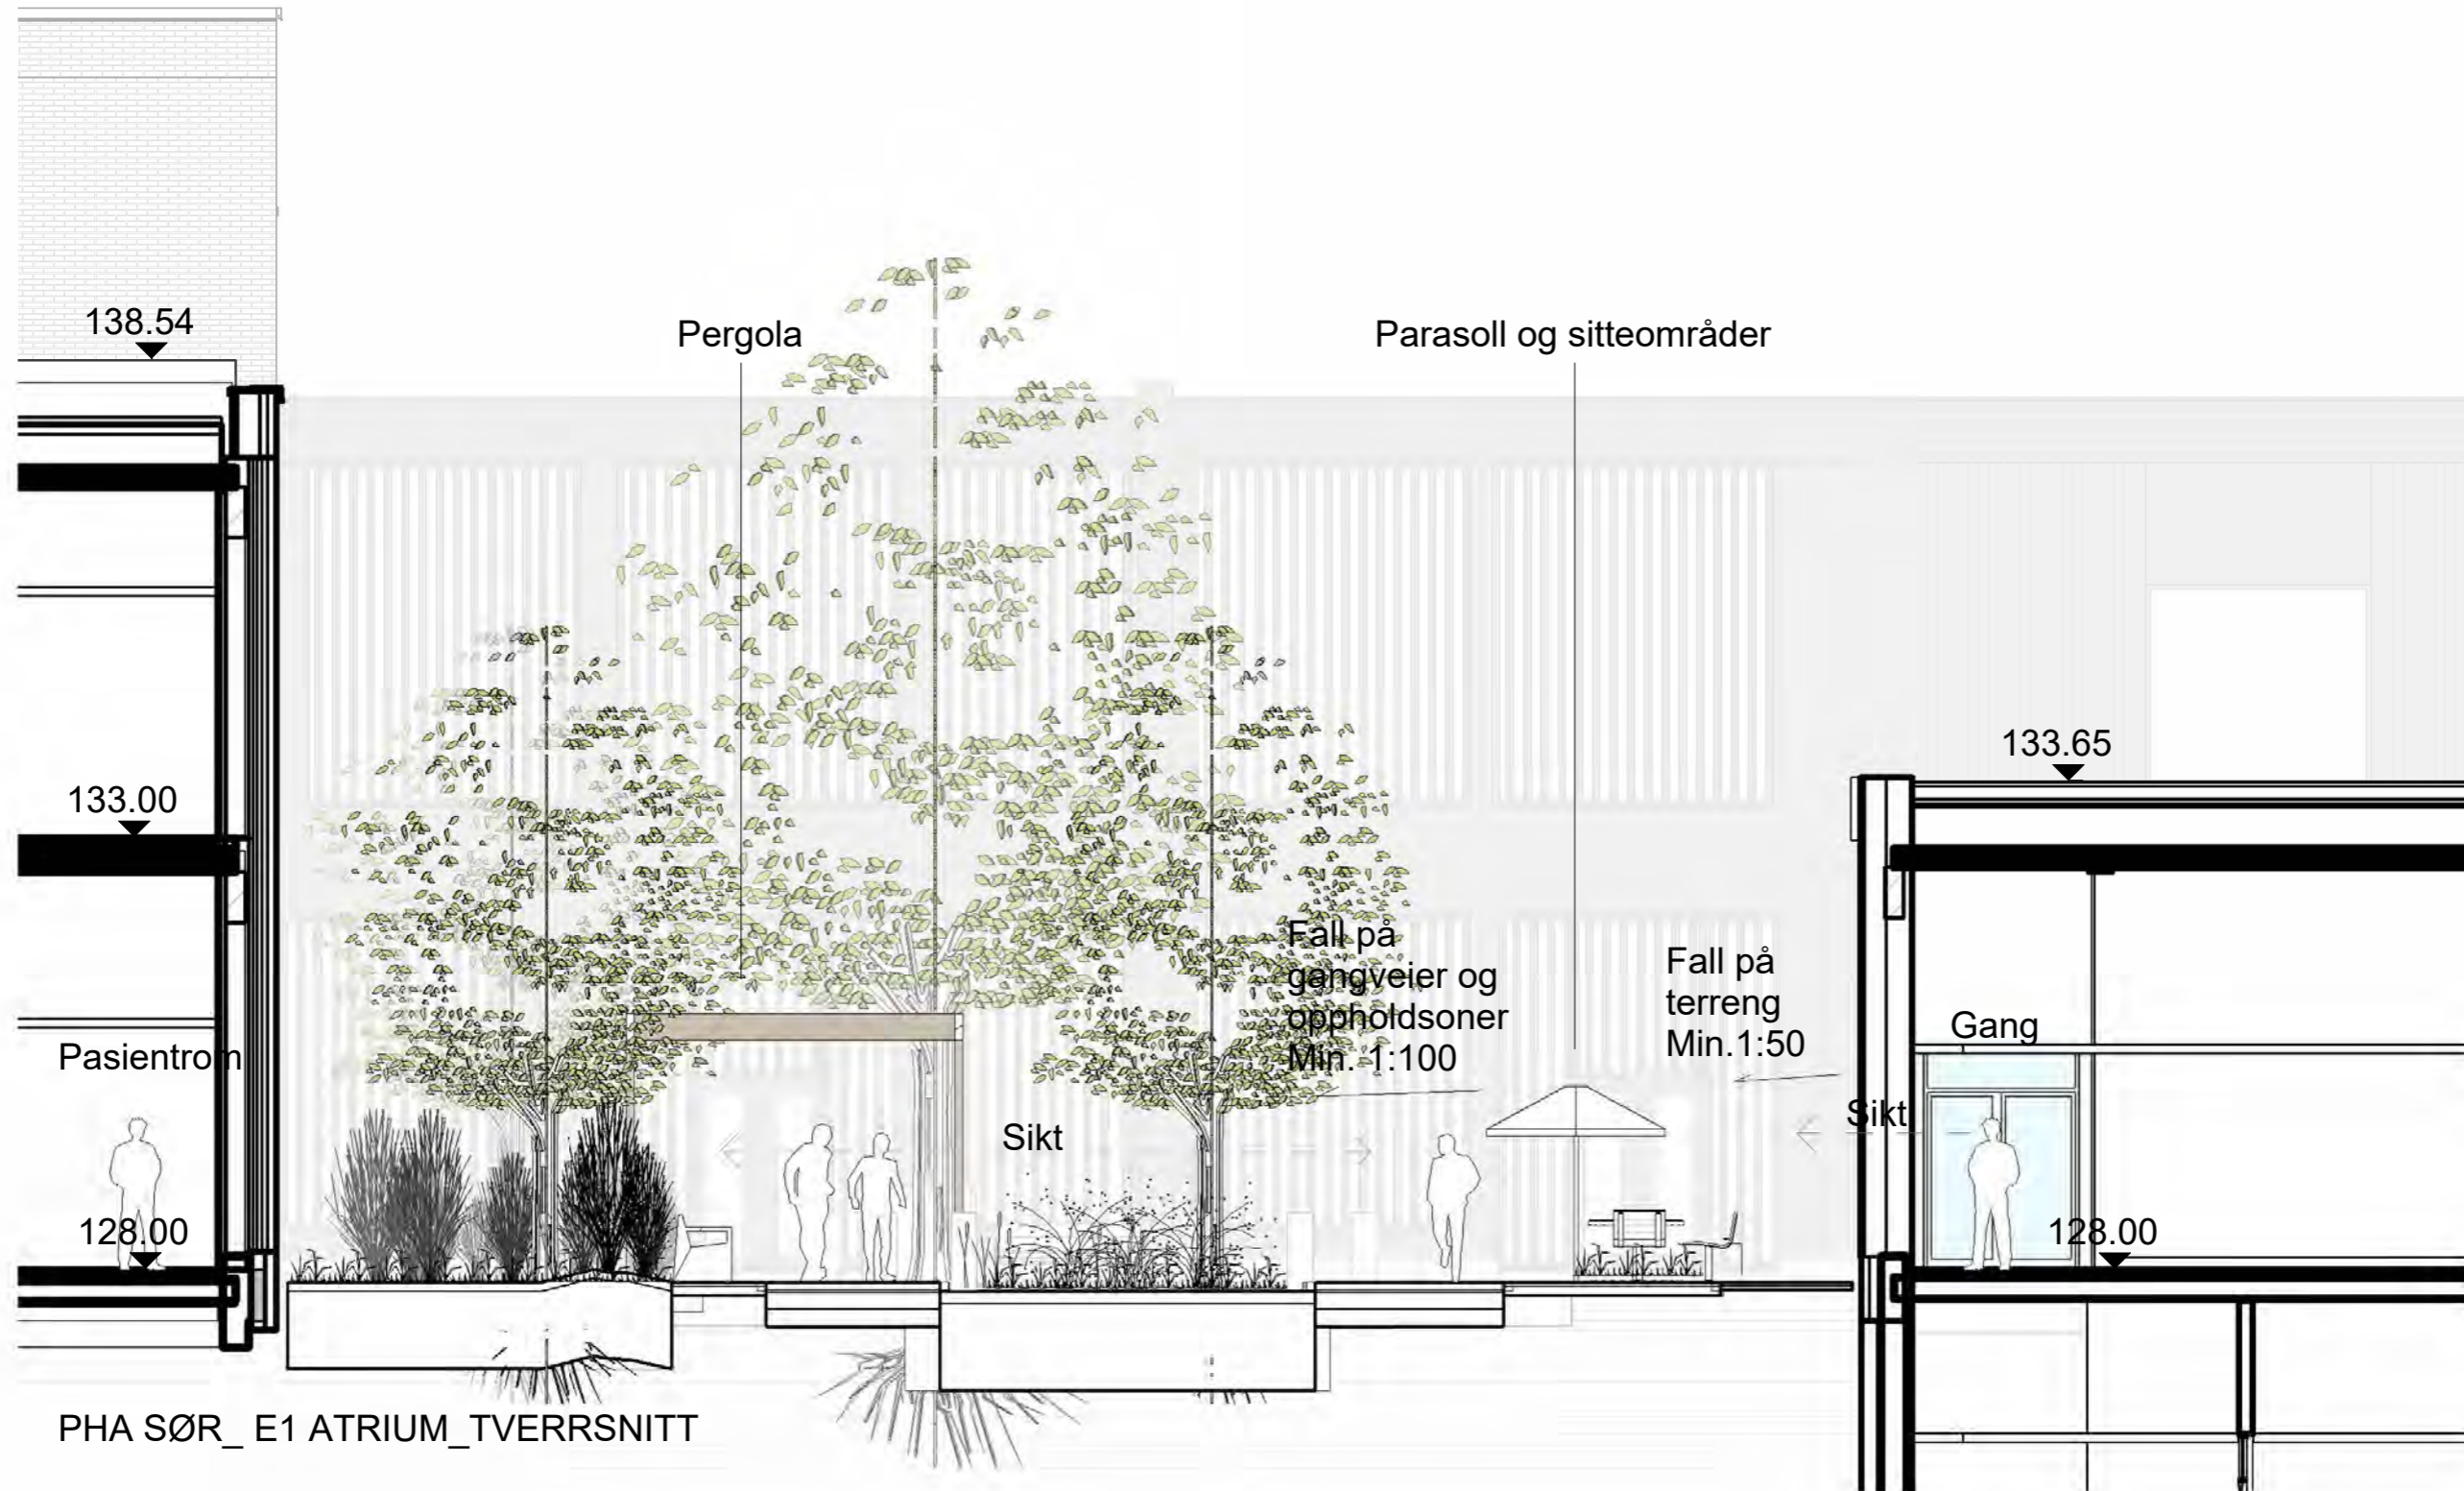 138.54
Pergola
Parasoll og sitteområder
133.00
133.65
Fall på
gangveier og
oppholdsoner
Min. 1:100
Fall på
terreng
Min.1:50
Gang
Pasientrom
Sikt
Sikt
128.00
128.00
PHA SØR_ E1 ATRIUM_TVERRSNITT